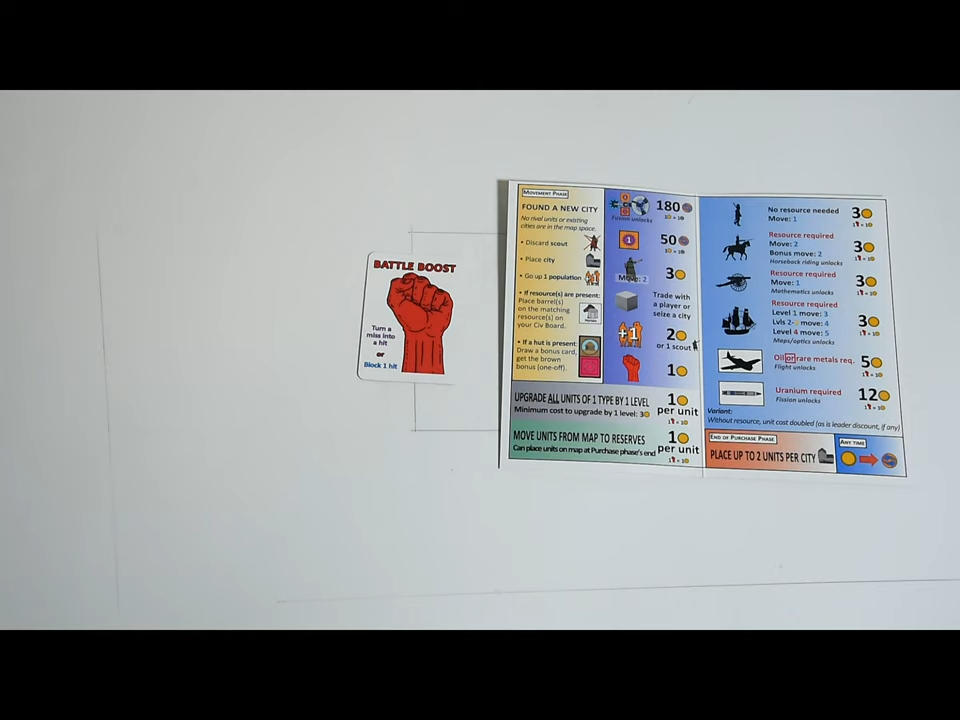 BATTLE BOOST
Turn a
miss into
a hit
or
Block 1 hit
MOVEMENT PHASE
FOUND A NEW CITY
No rival units or existing
cities are in the map space.
• Discard scout
• Place city
• Go up 1 population
• If resource(s) are present:
Place barrel(s)
on the matching
resource(s) on
your Civ Board.
• If a hut is present:
Draw a bonus card,
get the brown
bonus (one-off).
180
Fusion unlocks
50
1
3
Move: 2
Trade with
a player or
seize a city
+1
2
or 1 scout
1
UPGRADE ALL UNITS OF 1 TYPE BY 1 LEVEL
Minimum cost to upgrade by 1 level: 3
1
per unit
MOVE UNITS FROM MAP TO RESERVES
Can place units on map at Purchase phase's end
1
per unit
No resource needed
Move: 1
3
Resource required
Move: 2
Bonus move: 2
Horseback riding unlocks
3
Resource required
Move: 1
Mathematics unlocks
3
Resource required
Level 1 move: 3
Lvls 2- move: 4
Level 4 move: 5
Maps/optics unlocks
3
Oil or rare metals req.
Flight unlocks
5
Uranium required
Fission unlocks
12
Variant:
Without resource, unit cost doubled (as is leader discount, if any)
END OF PURCHASE PHASE
PLACE UP TO 2 UNITS PER CITY
ANY TIME